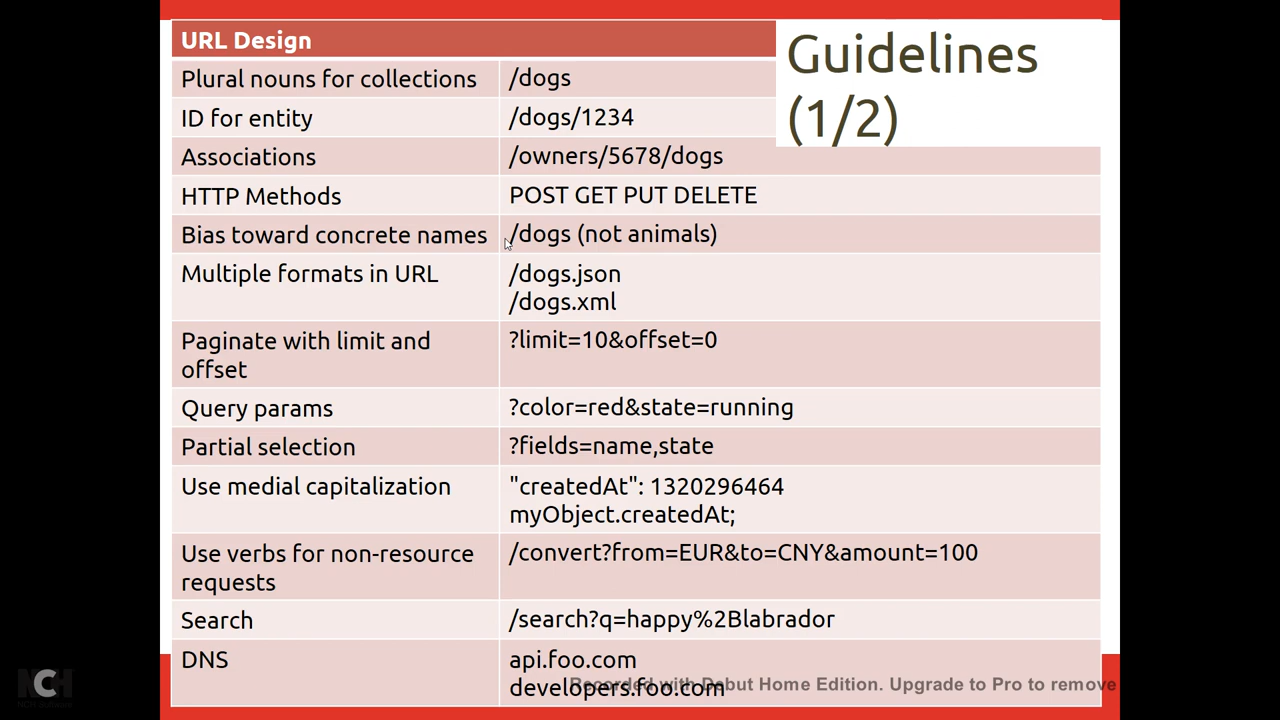 URL Design
Guidelines
(1/2)
Plural nouns for collections /dogs
ID for entity /dogs/1234
Associations /owners/5678/dogs
HTTP Methods POST GET PUT DELETE
Bias toward concrete names /dogs (not animals)
Multiple formats in URL /dogs.json
/dogs.xml
Paginate with limit and ?limit=10&offset=0
offset
Query params ?color=red&state=running
Partial selection ?fields=name,state
Use medial capitalization "createdAt": 1320296464
myObject.createdAt;
Use verbs for non-resource /convert?from=EUR&to=CNY&amount=100
requests
Search /search?q=happy%2Blabrador
DNS api.foo.com
developers.foo.com
Recorded with Debut Home Edition. Upgrade to Pro to remove
NCH
NCH Software